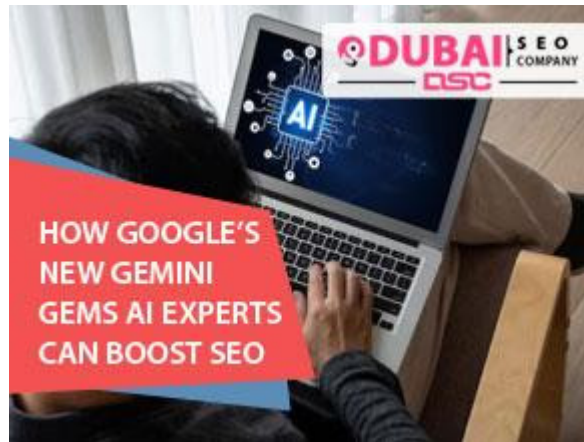 DUBAI SEO
COMPANY
DSC
AI
HOW GOOGLE'S
NEW GEMINI
GEMS AI EXPERTS
CAN BOOST SEO